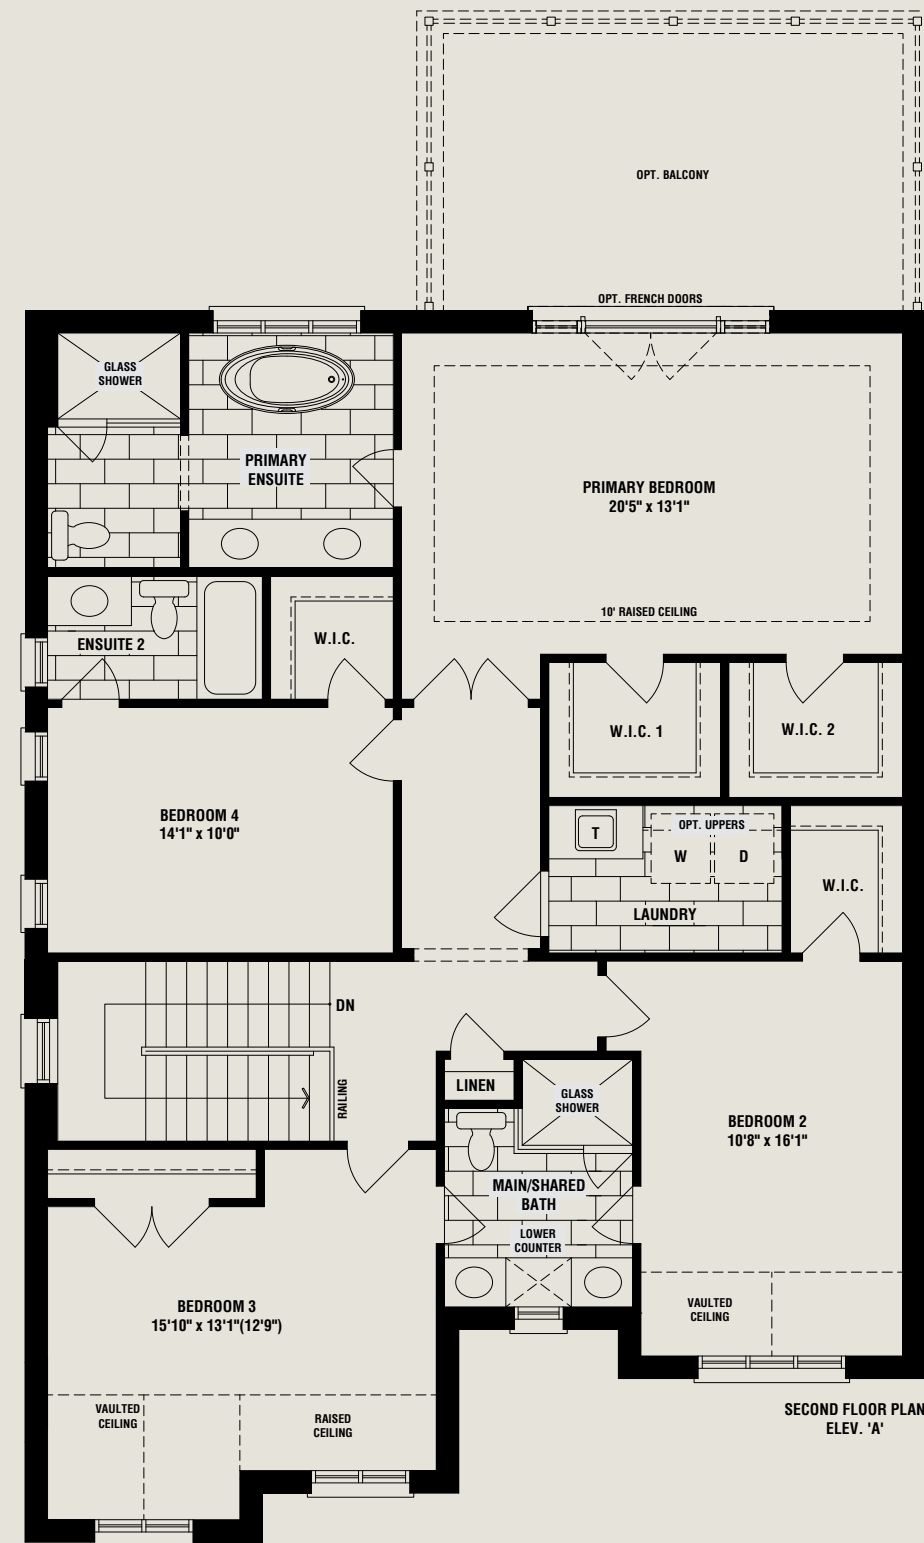 OPT. BALCONY
OPT. FRENCH DOORS
GLASS
SHOWER
PRIMARY
ENSUITE
PRIMARY BEDROOM
20'5" x 13'1"
10' RAISED CEILING
ENSUITE 2
W.I.C.
W.I.C. 1
W.I.C. 2
BEDROOM 4
14'1" x 10'0"
T
OPT. UPPERS
W
D
LAUNDRY
W.I.C.
DN
RAILING
LINEN
GLASS
SHOWER
BEDROOM 2
10'8" x 16'1"
MAIN/SHARED
BATH
LOWER
COUNTER
BEDROOM 3
15'10" x 13'1"(12'9")
VAULTED
CEILING
VAULTED
CEILING
RAISED
CEILING
SECOND FLOOR PLAN
ELEV. 'A'